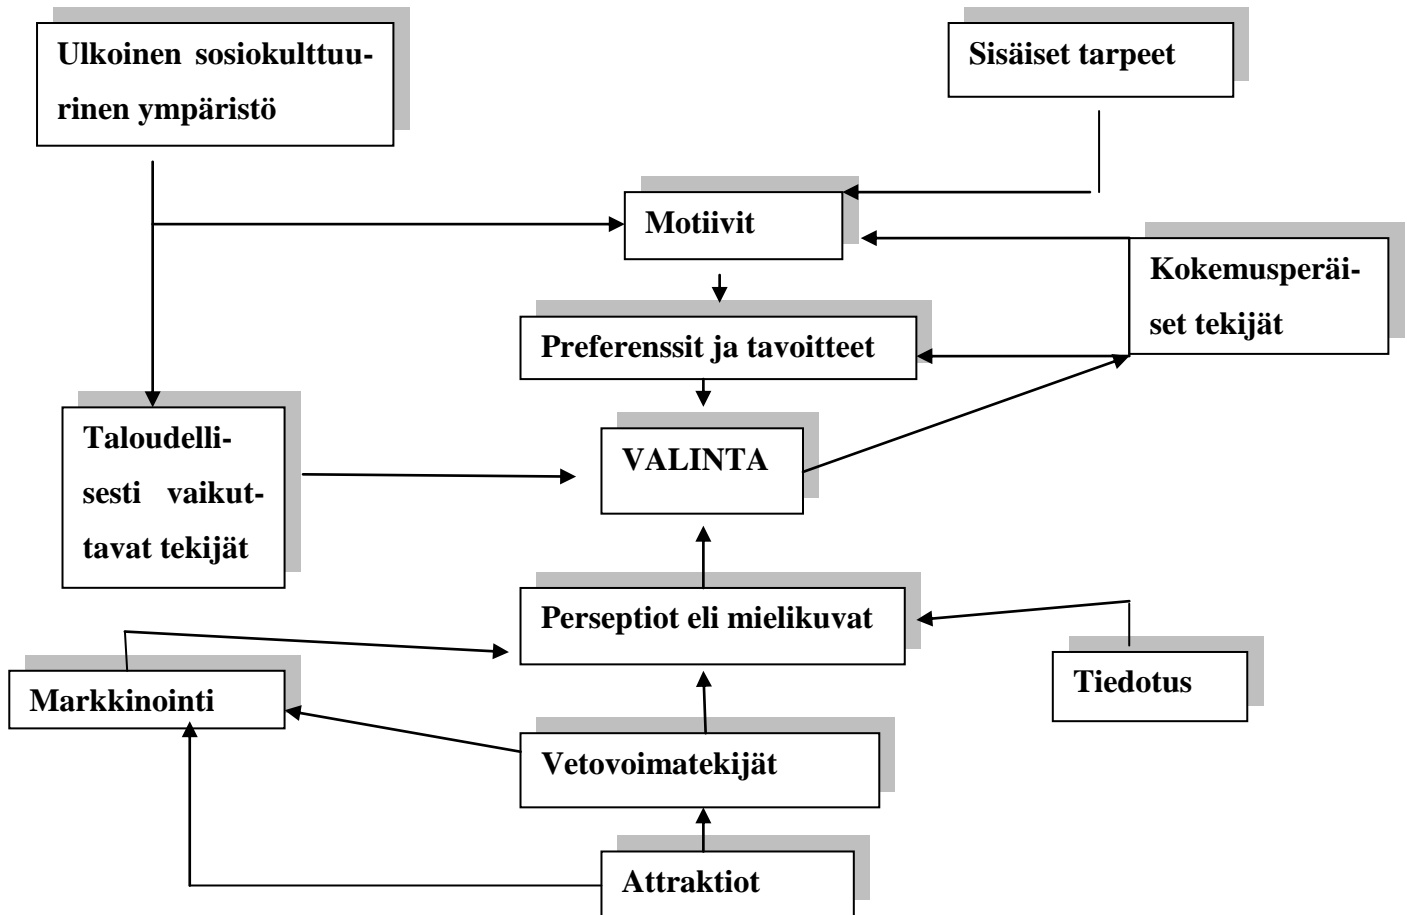 Ulkoinen sosiokulttuu-
rinen ympäristö
Sisäiset tarpeet
Motiivit
Kokemusperäi-
set tekijät
Preferenssit ja tavoitteet
Taloudelli-
sesti vaikut-
tavat tekijät
VALINTA
Perseptiot eli mielikuvat
Tiedotus
Markkinointi
Vetovoimatekijät
Attraktiot